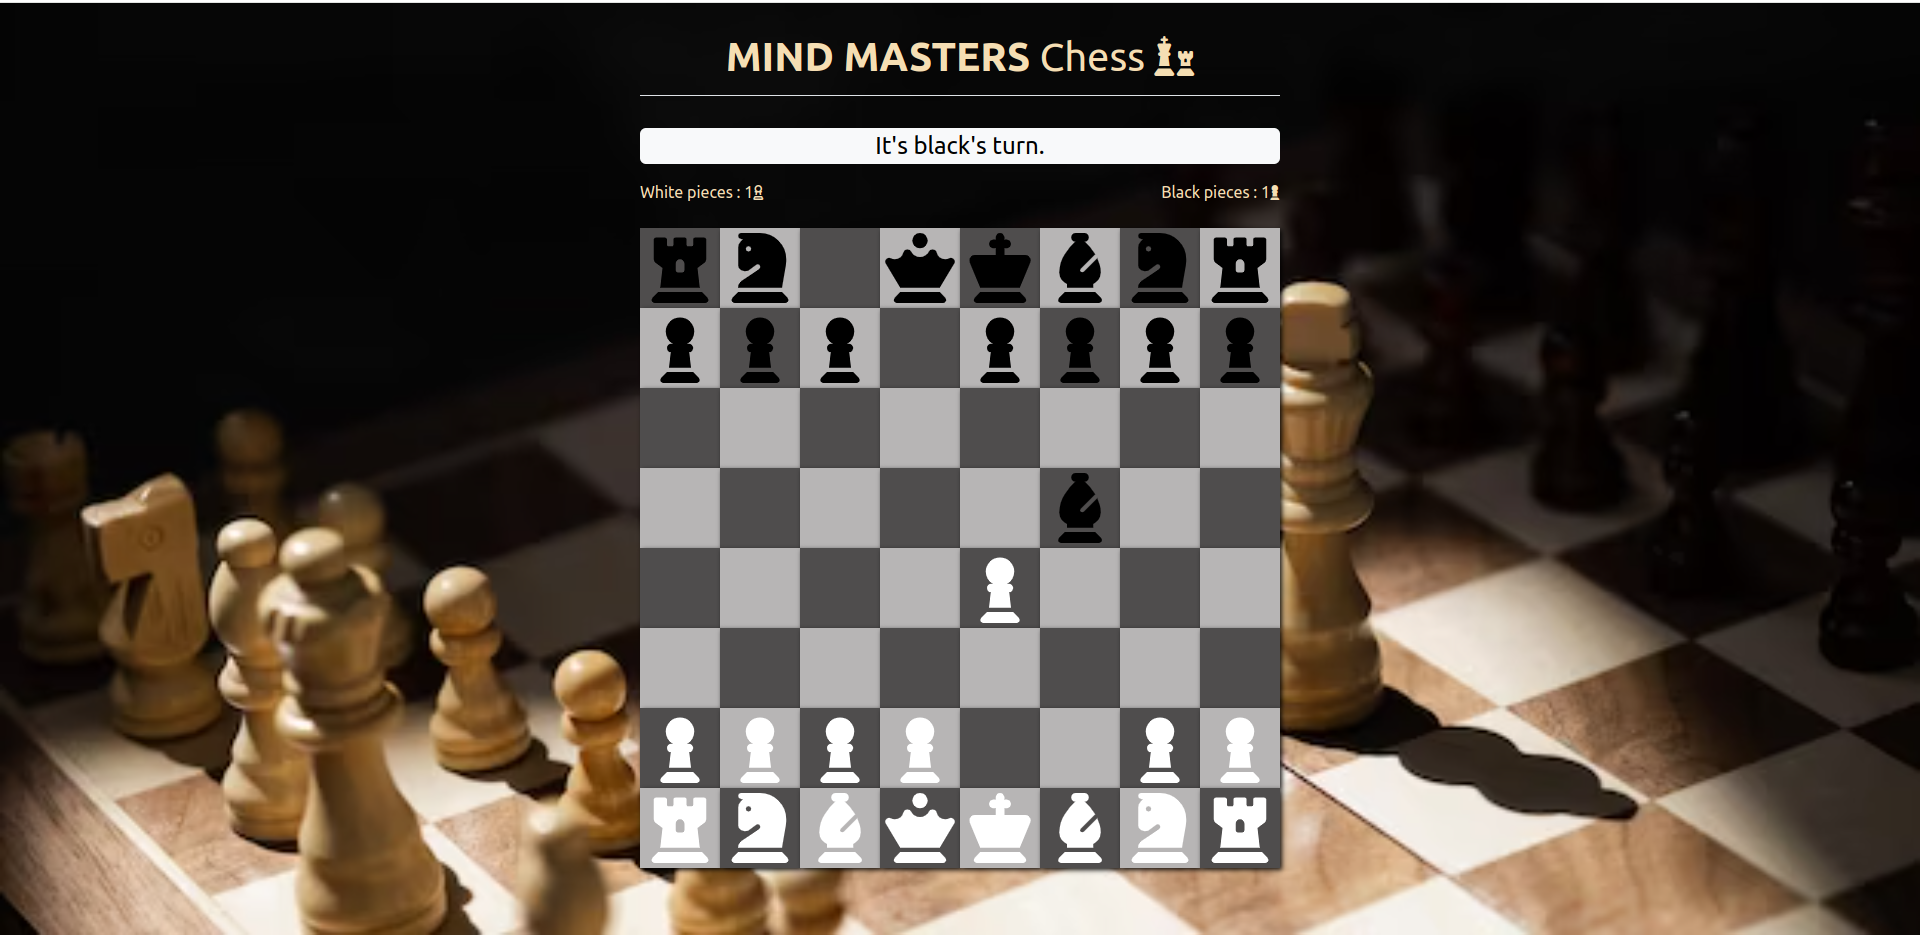 MIND MASTERS Chess
It's black's turn.
White pieces : 1
Black pieces : 1